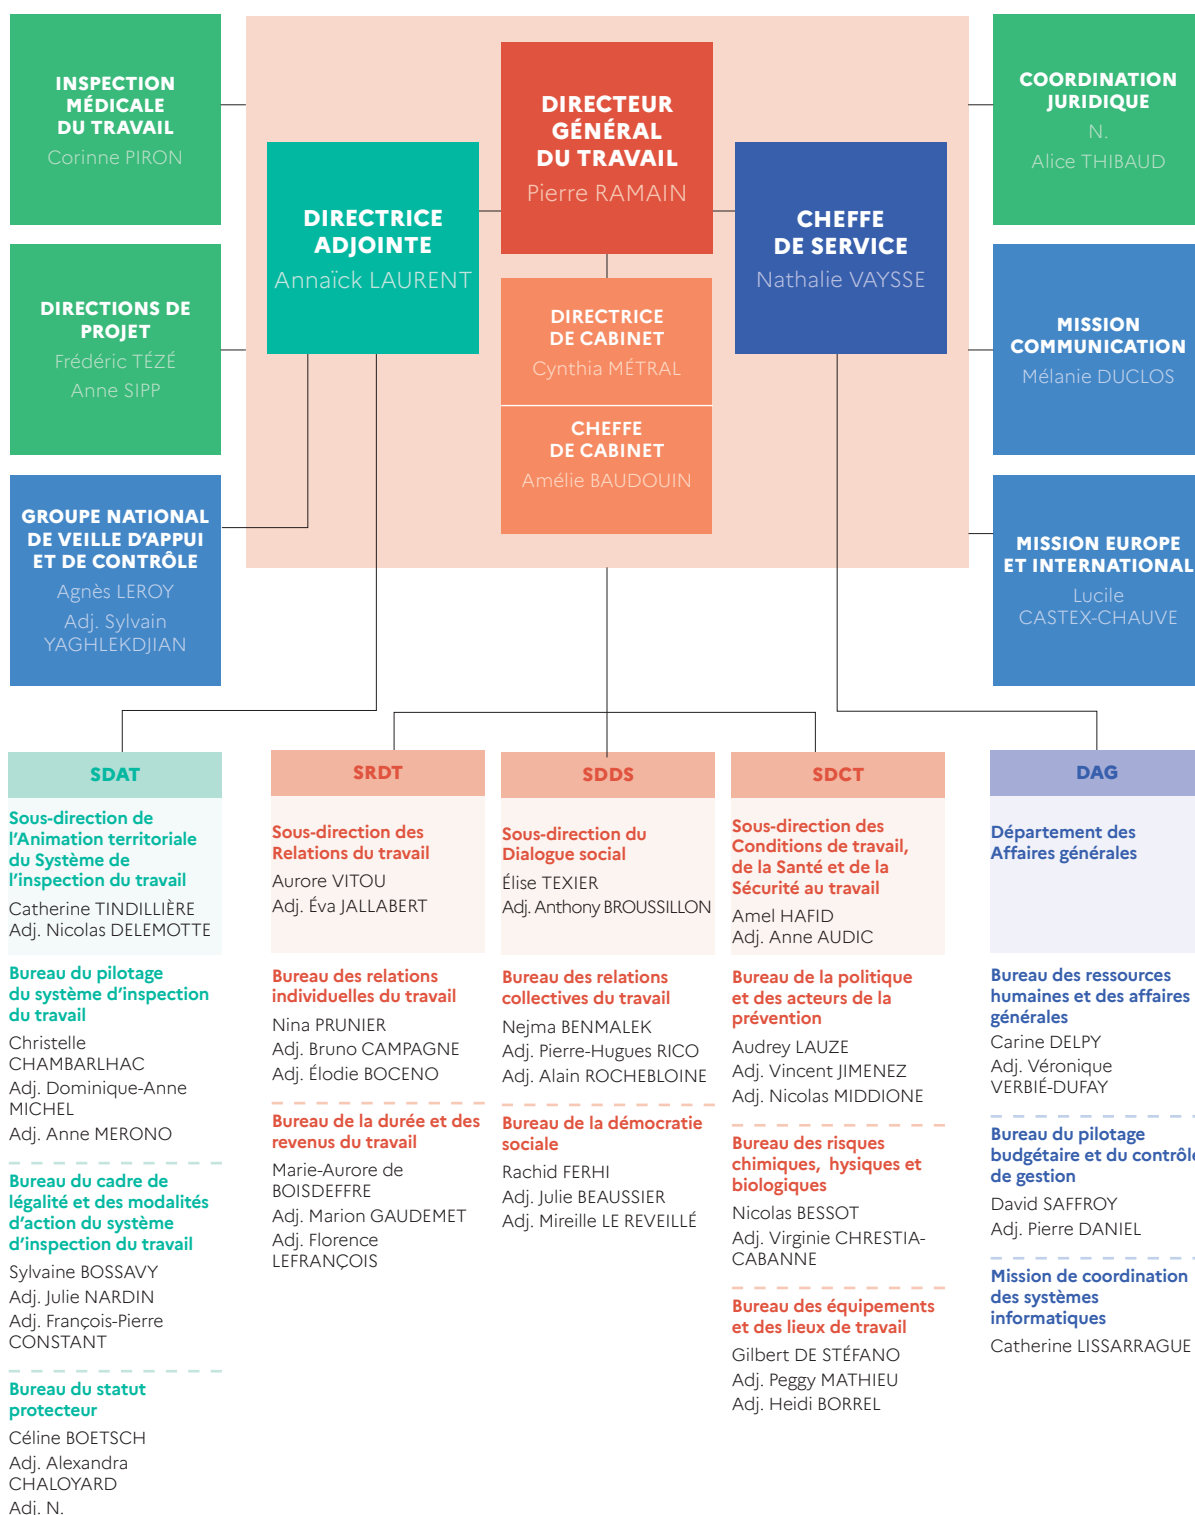 INSPECTION
MÉDICALE
DU TRAVAIL
Corinne PIRON
DIRECTIONS DE
PROJET
Frédéric TÉZÉ
Anne SIPP
GROUPE NATIONAL
DE VEILLE D'APPUI
ET DE CONTRÔLE
Agnès LEROY
Adj. Sylvain
YAGHLEKDJIAN
DIRECTEUR
GÉNÉRAL
DU TRAVAIL
Pierre RAMAIN
DIRECTRICE
ADJOINTE
Annaïck LAURENT
CHEFFE
DE SERVICE
Nathalie VAYSSE
DIRECTRICE
DE CABINET
Cynthia MÉTRAL
CHEFFE
DE CABINET
Amélie BAUDOUIN
COORDINATION
JURIDIQUE
N.
Alice THIBAUD
MISSION
COMMUNICATION
Mélanie DUCLOS
MISSION EUROPE
ET INTERNATIONAL
Lucile
CASTEX-CHAUVE
SDAT
Sous-direction de
l'Animation territoriale
du Système de
l'inspection du travail
Catherine TINDILLIÈRE
Adj. Nicolas DELEMOTTE
Bureau du pilotage
du système d'inspection
du travail
Christelle
CHAMBARLHAC
Adj. Dominique-Anne
MICHEL
Adj. Anne MERONO
Bureau du cadre de
légalité et des modalités
d'action du système
d'inspection du travail
Sylvaine BOSSAVY
Adj. Julie NARDIN
Adj. François-Pierre
CONSTANT
Bureau du statut
protecteur
Céline BOETSCH
Adj. Alexandra
CHALOYARD
Adj. N.
SRDT
Sous-direction des
Relations du travail
Aurore VITOU
Adj. Éva JALLABERT
Bureau des relations
individuelles du travail
Nina PRUNIER
Adj. Bruno CAMPAGNE
Adj. Élodie BOCENO
Bureau de la durée et des
revenus du travail
Marie-Aurore de
BOISDEFFRE
Adj. Marion GAUDEMET
Adj. Florence
LEFRANÇOIS
SDDS
Sous-direction du
Dialogue social
Élise TEXIER
Adj. Anthony BROUSSILLON
Bureau des relations
collectives du travail
Nejma BENMALEK
Adj. Pierre-Hugues RICO
Adj. Alain ROCHEBLOINE
Bureau de la démocratie
sociale
Rachid FERHI
Adj. Julie BEAUSSIER
Adj. Mireille LE REVEILLÉ
SDCT
Sous-direction des
Conditions de travail,
de la Santé et de la
Sécurité au travail
Amel HAFID
Adj. Anne AUDIC
Bureau de la politique
et des acteurs de la
prévention
Audrey LAUZE
Adj. Vincent JIMENEZ
Adj. Nicolas MIDDIONE
Bureau des risques
chimiques, hysiques et
biologiques
Nicolas BESSOT
Adj. Virginie CHRESTIA-
CABANNE
Bureau des équipements
et des lieux de travail
Gilbert DE STÉFANO
Adj. Peggy MATHIEU
Adj. Heidi BORREL
DAG
Département des
Affaires générales
Bureau des ressources
humaines et des affaires
générales
Carine DELPY
Adj. Véronique
VERBIÉ-DUFAY
Bureau du pilotage
budgétaire et du contrôle
de gestion
David SAFFROY
Adj. Pierre DANIEL
Mission de coordination
des systèmes
informatiques
Catherine LISSARRAGUE